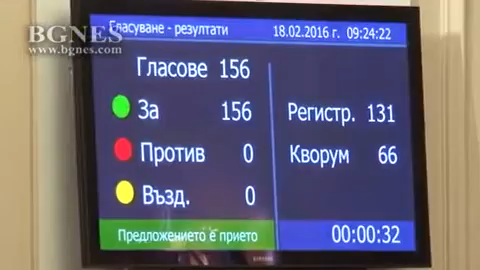 BGNES
www.bgnes.com
Гласуване - резултати 18.02.2016 г. 09:24:22
Гласове 156
За 156
Против 0
Възд. 0
Регистр. 131
Кворум 66
Предложението е прието 00:00:32
SAMSUNG